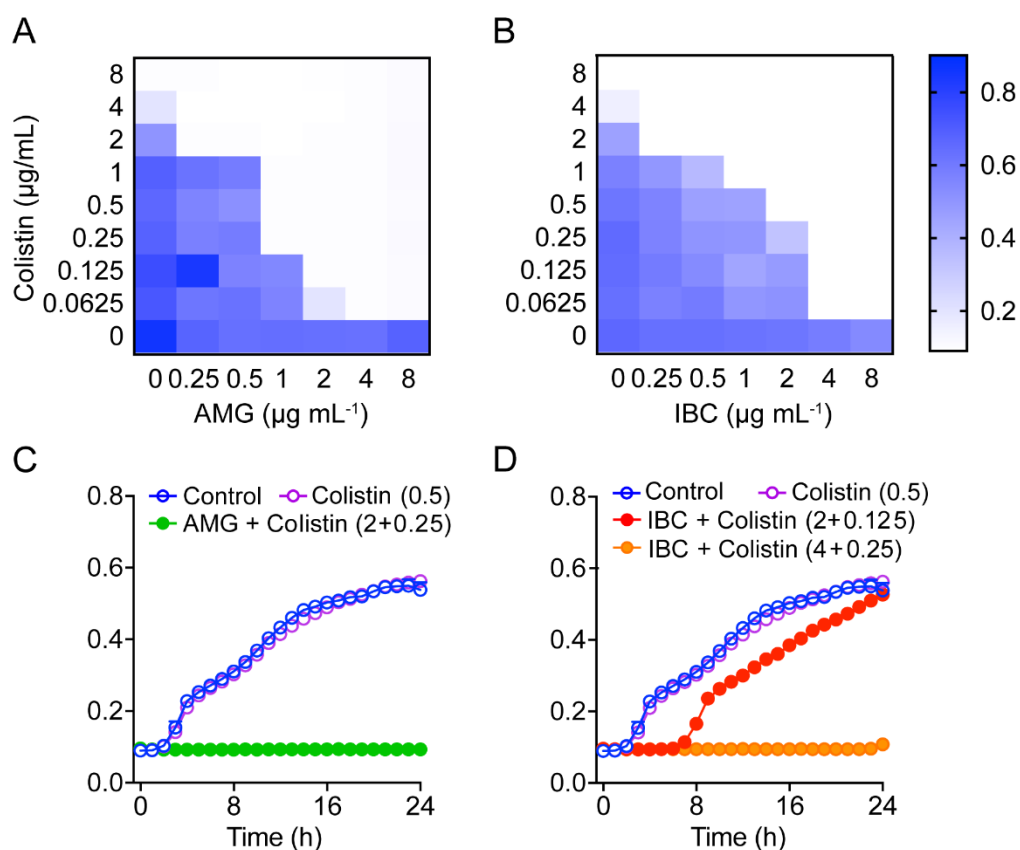 A
B
Colistin (µg/mL)
8
4
2
1
0.5
0.25
0.125
0.0625
0
0 0.25 0.5 1 2 4 8
AMG (µg mL⁻¹)
8
4
2
1
0.5
0.25
0.125
0.0625
0
0 0.25 0.5 1 2 4 8
IBC (µg mL⁻¹)
0.8
0.6
0.4
0.2
C
Control Colistin (0.5)
AMG + Colistin (2+0.25)
0.8
0.6
0.4
0.2
0.0
0 8 16 24
Time (h)
D
Control Colistin (0.5)
IBC + Colistin (2+0.125)
IBC + Colistin (4+0.25)
0.8
0.6
0.4
0.2
0.0
0 8 16 24
Time (h)